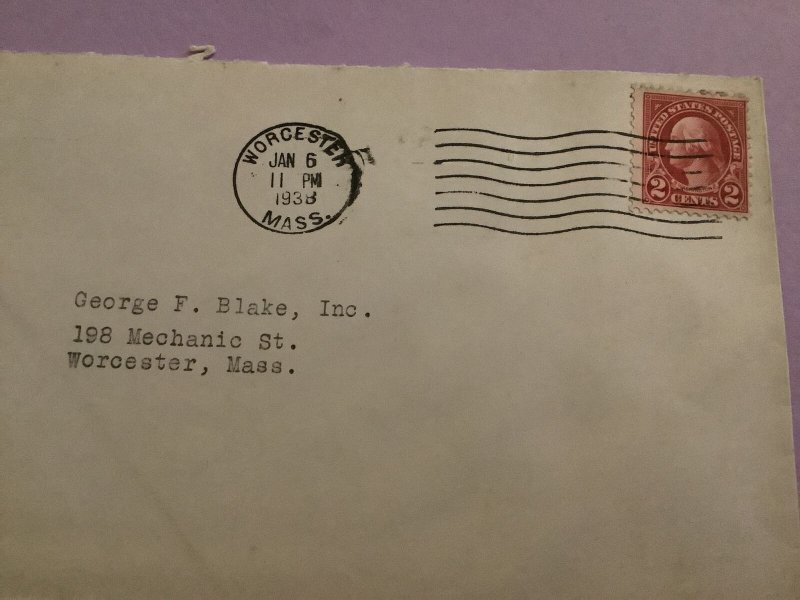 WORCESTER
JAN 6
11 PM
1938
MASS.
UNITED STATES POSTAGE
2 CENTS 2
George F. Blake, Inc.
198 Mechanic St.
Worcester, Mass.